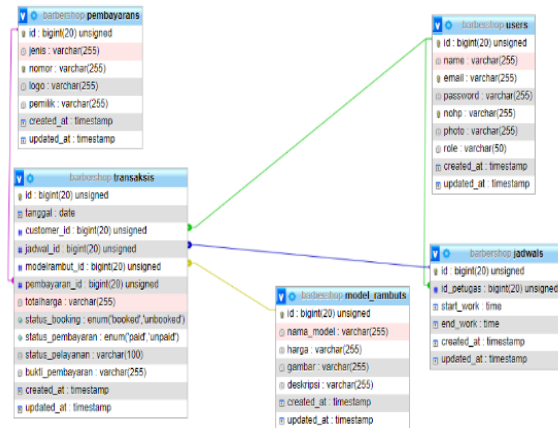 barbershop pembayarans
id : bigint(20) unsigned
jenis : varchar(255)
nomor : varchar(255)
logo : varchar(255)
pemilik : varchar(255)
created_at : timestamp
updated_at : timestamp
barbershop users
id : bigint(20) unsigned
name : varchar(255)
email : varchar(255)
password : varchar(255)
nohp : varchar(255)
photo : varchar(255)
role : varchar(50)
created_at : timestamp
updated_at : timestamp
barbershop transaksis
id : bigint(20) unsigned
tanggal : date
customer_id : bigint(20) unsigned
jadwal_id : bigint(20) unsigned
modelrambut_id : bigint(20) unsigned
pembayaran_id : bigint(20) unsigned
totalharga : varchar(255)
status_booking : enum('booked','unbooked')
status_pembayaran : enum('paid','unpaid')
status_pelayanan : varchar(100)
bukti_pembayaran : varchar(255)
created_at : timestamp
updated_at : timestamp
barbershop model_rambuts
id : bigint(20) unsigned
nama_model : varchar(255)
harga : varchar(255)
gambar : varchar(255)
deskripsi : varchar(255)
created_at : timestamp
updated_at : timestamp
barbershop jadwals
id : bigint(20) unsigned
id_petugas : bigint(20) unsigned
start_work : time
end_work : time
created_at : timestamp
updated_at : timestamp